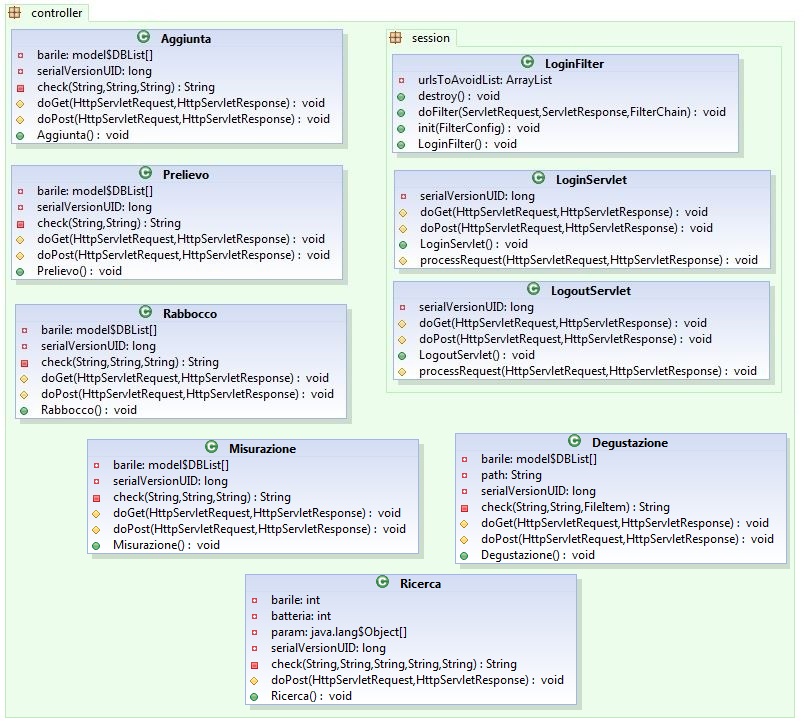 controller
Aggiunta
barile: model$DBList[]
serialVersionUID: long
check(String,String,String) : String
doGet(HttpServletRequest,HttpServletResponse) : void
doPost(HttpServletRequest,HttpServletResponse) : void
Aggiunta() : void
Prelievo
barile: model$DBList[]
serialVersionUID: long
check(String,String) : String
doGet(HttpServletRequest,HttpServletResponse) : void
doPost(HttpServletRequest,HttpServletResponse) : void
Prelievo() : void
Rabbocco
barile: model$DBList[]
serialVersionUID: long
check(String,String,String) : String
doGet(HttpServletRequest,HttpServletResponse) : void
doPost(HttpServletRequest,HttpServletResponse) : void
Rabbocco() : void
session
LoginFilter
urlsToAvoidList: ArrayList
destroy() : void
doFilter(ServletRequest,ServletResponse,FilterChain) : void
init(FilterConfig) : void
LoginFilter() : void
LoginServlet
serialVersionUID: long
doGet(HttpServletRequest,HttpServletResponse) : void
doPost(HttpServletRequest,HttpServletResponse) : void
LoginServlet() : void
processRequest(HttpServletRequest,HttpServletResponse) : void
LogoutServlet
serialVersionUID: long
doGet(HttpServletRequest,HttpServletResponse) : void
doPost(HttpServletRequest,HttpServletResponse) : void
LogoutServlet() : void
processRequest(HttpServletRequest,HttpServletResponse) : void
Misurazione
barile: model$DBList[]
serialVersionUID: long
check(String,String,String) : String
doGet(HttpServletRequest,HttpServletResponse) : void
doPost(HttpServletRequest,HttpServletResponse) : void
Misurazione() : void
Degustazione
barile: model$DBList[]
path: String
serialVersionUID: long
check(String,String,FileItem) : String
doGet(HttpServletRequest,HttpServletResponse) : void
doPost(HttpServletRequest,HttpServletResponse) : void
Degustazione() : void
Ricerca
barile: int
batteria: int
param: java.lang$Object[]
serialVersionUID: long
check(String,String,String,String,String) : String
doPost(HttpServletRequest,HttpServletResponse) : void
Ricerca() : void